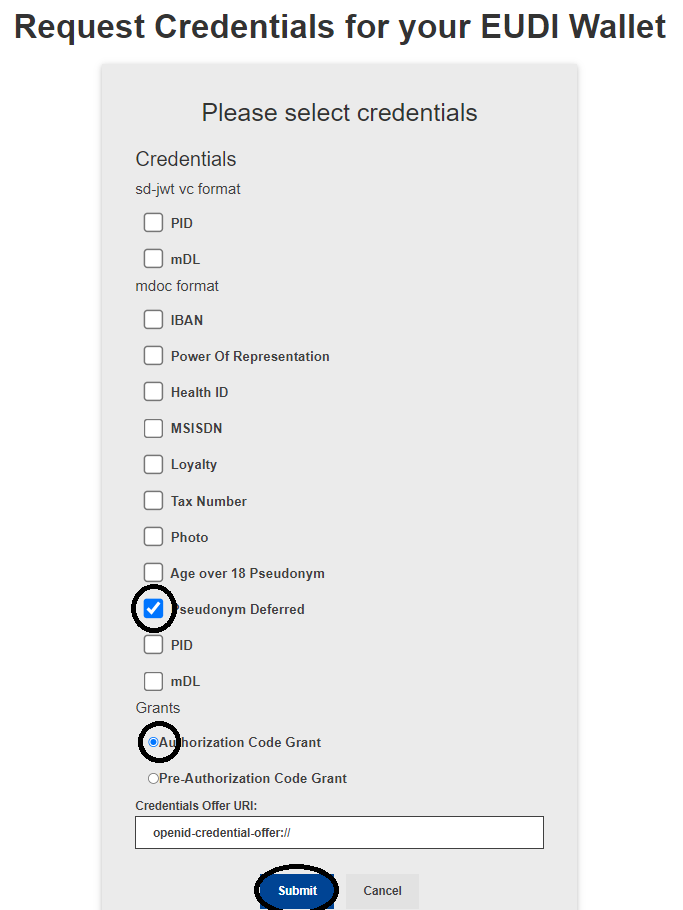 Request Credentials for your EUDI Wallet
Please select credentials
Credentials
sd-jwt vc format
PID
mDL
mdoc format
IBAN
Power Of Representation
Health ID
MSISDN
Loyalty
Tax Number
Photo
Age over 18 Pseudonym
Pseudonym Deferred
PID
mDL
Grants
Authorization Code Grant
Pre-Authorization Code Grant
Credentials Offer URI:
openid-credential-offer://
Submit Cancel